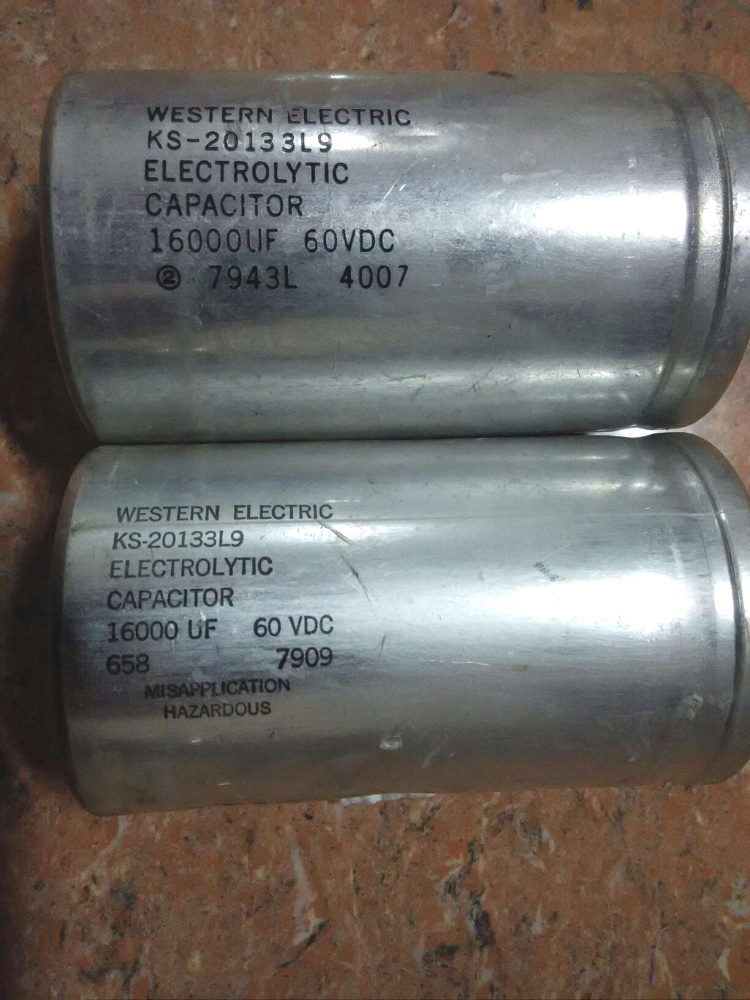 WESTERN ELECTRIC
KS-20133L9
ELECTROLYTIC
CAPACITOR
16000UF 60VDC
② 7943L 4007
WESTERN ELECTRIC
KS-20133L9
ELECTROLYTIC
CAPACITOR
16000 UF 60 VDC
658 7909
MISAPPLICATION
HAZARDOUS